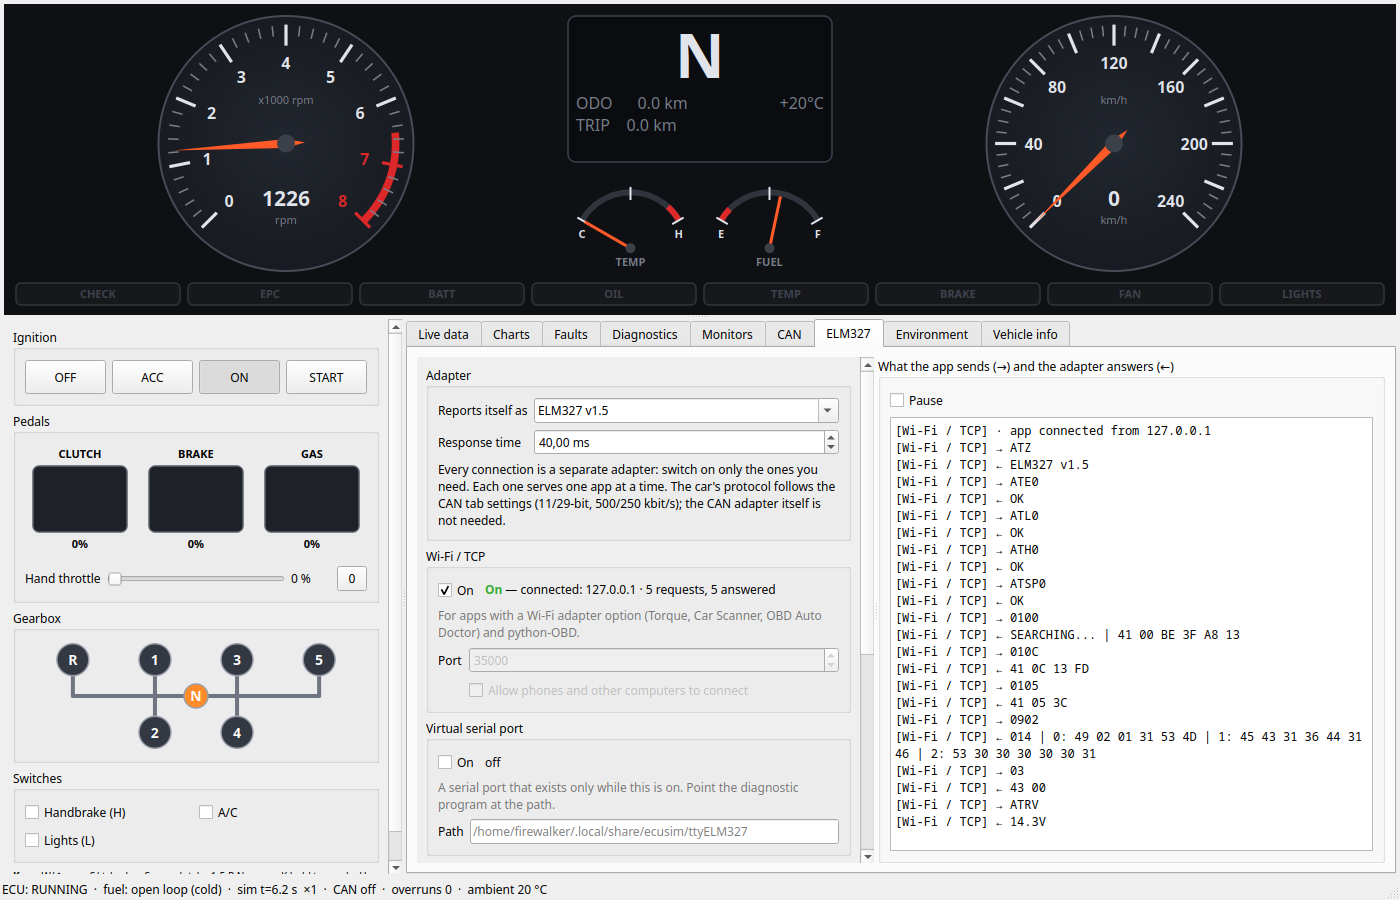 0
1
2
3
4
5
6
7
8
x1000 rpm
1226
rpm
N
ODO 0.0 km +20°C
TRIP 0.0 km
C
H
TEMP
E
F
FUEL
0
40
80
120
160
200
240
km/h
0
km/h
CHECK EPC BATT OIL TEMP BRAKE FAN LIGHTS
Ignition
OFF ACC ON START
Pedals
CLUTCH BRAKE GAS
0% 0% 0%
Hand throttle 0 % 0
Gearbox
R 1 3 5
N
2 4
Switches
Handbrake (H) A/C
Lights (L)
Live data Charts Faults Diagnostics Monitors CAN ELM327 Environment Vehicle info
Adapter
Reports itself as ELM327 v1.5
Response time 40,00 ms
Every connection is a separate adapter: switch on only the ones you
need. Each one serves one app at a time. The car's protocol follows the
CAN tab settings (11/29-bit, 500/250 kbit/s); the CAN adapter itself is
not needed.
Wi-Fi / TCP
On On — connected: 127.0.0.1 · 5 requests, 5 answered
For apps with a Wi-Fi adapter option (Torque, Car Scanner, OBD Auto
Doctor) and python-OBD.
Port 35000
Allow phones and other computers to connect
Virtual serial port
On off
A serial port that exists only while this is on. Point the diagnostic
program at the path.
Path /home/firewalker/.local/share/ecusim/ttyELM327
What the app sends (→) and the adapter answers (←)
Pause
[Wi-Fi / TCP] · app connected from 127.0.0.1
[Wi-Fi / TCP] → ATZ
[Wi-Fi / TCP] ← ELM327 v1.5
[Wi-Fi / TCP] → ATE0
[Wi-Fi / TCP] ← OK
[Wi-Fi / TCP] → ATL0
[Wi-Fi / TCP] ← OK
[Wi-Fi / TCP] → ATH0
[Wi-Fi / TCP] ← OK
[Wi-Fi / TCP] → ATSP0
[Wi-Fi / TCP] ← OK
[Wi-Fi / TCP] → 0100
[Wi-Fi / TCP] ← SEARCHING... | 41 00 BE 3F A8 13
[Wi-Fi / TCP] → 010C
[Wi-Fi / TCP] ← 41 0C 13 FD
[Wi-Fi / TCP] → 0105
[Wi-Fi / TCP] ← 41 05 3C
[Wi-Fi / TCP] → 0902
[Wi-Fi / TCP] ← 014 | 0: 49 02 01 31 53 4D | 1: 45 43 31 36 44 31
46 | 2: 53 30 30 30 30 30 31
[Wi-Fi / TCP] → 03
[Wi-Fi / TCP] ← 43 00
[Wi-Fi / TCP] → ATRV
[Wi-Fi / TCP] ← 14.3V
ECU: RUNNING · fuel: open loop (cold) · sim t=6.2 s ×1 · CAN off · overruns 0 · ambient 20 °C